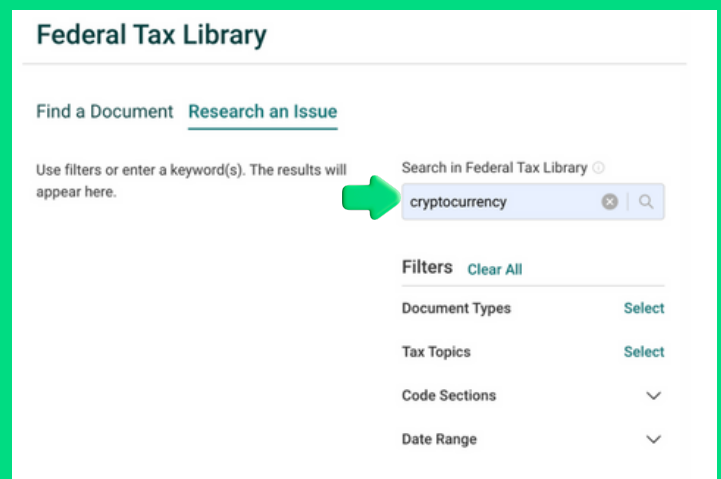 Federal Tax Library
Find a Document Research an Issue
Use filters or enter a keyword(s). The results will
appear here.
Search in Federal Tax Library
cryptocurrency
Filters Clear All
Document Types Select
Tax Topics Select
Code Sections
Date Range